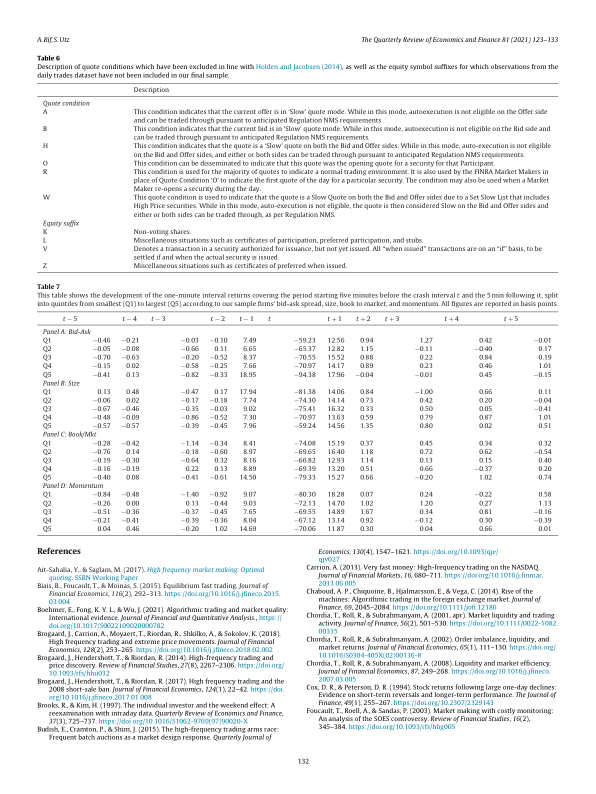 A. Rif, S. Utz
The Quarterly Review of Economics and Finance 81 (2021) 123–133
Table 6
Description of quote conditions which have been excluded in line with Holden and Jacobsen (2014), as well as the equity symbol suffixes for which observations from the
daily trades dataset have not been included in our final sample.
Description
Quote condition
A This condition indicates that the current offer is in 'Slow' quote mode. While in this mode, autoexecution is not eligible on the Offer side
and can be traded through pursuant to anticipated Regulation NMS requirements
B This condition indicates that the current bid is in 'Slow' quote mode. While in this mode, autoexecution is not eligible on the Bid side and
can be traded through pursuant to anticipated Regulation NMS requirements.
H This condition indicates that the quote is a 'Slow' quote on both the Bid and Offer sides. While in this mode, auto-execution is not eligible
on the Bid and Offer sides, and either or both sides can be traded through pursuant to anticipated Regulation NMS requirements.
O This condition can be disseminated to indicate that this quote was the opening quote for a security for that Participant.
R This condition is used for the majority of quotes to indicate a normal trading environment. It is also used by the FINRA Market Makers in
place of Quote Condition 'O' to indicate the first quote of the day for a particular security. The condition may also be used when a Market
Maker re-opens a security during the day.
W This quote condition is used to indicate that the quote is a Slow Quote on both the Bid and Offer sides due to a Set Slow List that includes
High Price securities. While in this mode, auto-execution is not eligible, the quote is then considered Slow on the Bid and Offer sides and
either or both sides can be traded through, as per Regulation NMS.
Equity suffix
K Non-voting shares.
L Miscellaneous situations such as certificates of participation, preferred participation, and stubs.
V Denotes a transaction in a security authorized for issuance, but not yet issued. All "when issued" transactions are on an "if" basis, to be
settled if and when the actual security is issued.
Z Miscellaneous situations such as certificates of preferred when issued.
Table 7
This table shows the development of the one-minute interval returns covering the period starting five minutes before the crash interval t and the 5 min following it, split
into quintiles from smallest (Q1) to largest (Q5) according to our sample firms' bid-ask spread, size, book to market, and momentum. All figures are reported in basis points.
t − 5 t − 4 t − 3 t − 2 t − 1 t t + 1 t + 2 t + 3 t + 4 t + 5
Panel A: Bid-Ask
Q1 −0.46 −0.21 −0.03 −0.10 7.49 −59.23 12.56 0.94 1.27 0.42 −0.01
Q2 −0.05 −0.08 −0.66 0.11 6.65 −65.37 12.82 1.15 −0.11 −0.40 0.17
Q3 −0.70 −0.63 −0.20 −0.52 8.37 −70.55 15.52 0.88 0.22 0.84 0.19
Q4 −0.15 0.02 −0.58 −0.25 7.66 −70.97 14.17 0.89 0.23 0.46 1.01
Q5 −0.41 0.13 −0.82 −0.33 18.95 −94.38 17.96 −0.04 −0.01 0.45 −0.15
Panel B: Size
Q1 0.13 0.48 −0.47 0.17 17.94 −81.38 14.06 0.84 −1.00 0.66 0.11
Q2 −0.06 0.02 −0.17 −0.18 7.74 −74.30 14.14 0.73 0.42 0.20 −0.04
Q3 −0.67 −0.46 −0.35 −0.03 9.02 −75.41 16.32 0.33 0.50 0.05 −0.41
Q4 −0.48 −0.09 −0.86 −0.52 7.30 −70.97 13.63 0.59 0.79 0.87 1.01
Q5 −0.57 −0.57 −0.39 −0.45 7.96 −59.24 14.56 1.35 0.80 0.02 0.51
Panel C: Book/Mkt
Q1 −0.28 −0.42 −1.14 −0.34 8.41 −74.08 15.19 0.37 0.45 0.34 0.32
Q2 −0.76 0.14 −0.18 −0.60 8.97 −69.65 16.40 1.18 0.72 0.62 −0.54
Q3 −0.19 −0.30 −0.64 0.32 8.16 −66.82 12.93 1.14 0.13 0.15 0.40
Q4 −0.16 −0.19 0.22 0.13 8.89 −69.39 13.20 0.51 0.66 −0.37 0.20
Q5 −0.40 0.08 −0.41 −0.61 14.50 −79.33 15.27 0.66 −0.20 1.02 0.74
Panel D: Momentum
Q1 −0.84 −0.48 −1.40 −0.92 9.07 −80.30 18.28 0.07 0.24 −0.22 0.58
Q2 −0.26 0.00 0.13 −0.44 9.03 −72.13 14.70 1.02 1.20 0.27 1.13
Q3 −0.51 −0.36 −0.37 −0.45 7.65 −69.55 14.89 1.67 0.34 0.81 −0.16
Q4 −0.21 −0.41 −0.39 −0.36 8.04 −67.12 13.14 0.92 −0.12 0.30 −0.39
Q5 0.04 0.46 −0.20 1.02 14.69 −70.06 11.87 0.30 0.04 0.66 −0.01
References
Ait-Sahalia, Y., & Saglam, M. (2017). High frequency market making: Optimal
quoting. SSRN Working Paper.
Biais, B., Foucault, T., & Moinas, S. (2015). Equilibrium fast trading. Journal of
Financial Economics, 116(2), 292–313. https://doi.org/10.1016/j.jfineco.2015.
03.004
Boehmer, E., Fong, K. Y. L., & Wu, J. (2021). Algorithmic trading and market quality:
International evidence. Journal of Financial and Quantitative Analysis., https://
doi.org/10.1017/S0022109020000782
Brogaard, J., Carrion, A., Moyaert, T., Riordan, R., Shkilko, A., & Sokolov, K. (2018).
High frequency trading and extreme price movements. Journal of Financial
Economics, 128(2), 253–265. https://doi.org/10.1016/j.jfineco.2018.02.002
Brogaard, J., Hendershott, T., & Riordan, R. (2014). High-frequency trading and
price discovery. Review of Financial Studies, 27(8), 2267–2306. https://doi.org/
10.1093/rfs/hhu032
Brogaard, J., Hendershott, T., & Riordan, R. (2017). High frequency trading and the
2008 short-sale ban. Journal of Financial Economics, 124(1), 22–42. https://doi.
org/10.1016/j.jfineco.2017.01.008
Brooks, R., & Kim, H. (1997). The individual investor and the weekend effect: A
reexamination with intraday data. Quarterly Review of Economics and Finance,
37(3), 725–737. https://doi.org/10.1016/S1062-9769(97)90020-X
Budish, E., Cramton, P., & Shim, J. (2015). The high-frequency trading arms race:
Frequent batch auctions as a market design response. Quarterly Journal of
Economics, 130(4), 1547–1621. https://doi.org/10.1093/qje/
qjv027
Carrion, A. (2013). Very fast money: High-frequency trading on the NASDAQ.
Journal of Financial Markets, 16, 680–711. https://doi.org/10.1016/j.finmar.
2013.06.005
Chaboud, A. P., Chiquoine, B., Hjalmarsson, E., & Vega, C. (2014). Rise of the
machines: Algorithmic trading in the foreign exchange market. Journal of
Finance, 69, 2045–2084. https://doi.org/10.1111/jofi.12186
Chordia, T., Roll, R., & Subrahmanyam, A. (2001, apr). Market liquidity and trading
activity. Journal of Finance, 56(2), 501–530. https://doi.org/10.1111/0022-1082.
00335
Chordia, T., Roll, R., & Subrahmanyam, A. (2002). Order imbalance, liquidity, and
market returns. Journal of Financial Economics, 65(1), 111–130. https://doi.org/
10.1016/S0304-405X(02)00136-8
Chordia, T., Roll, R., & Subrahmanyam, A. (2008). Liquidity and market efficiency.
Journal of Financial Economics, 87, 249–268. https://doi.org/10.1016/j.jfineco.
2007.03.005
Cox, D. R., & Peterson, D. R. (1994). Stock returns following large one-day declines:
Evidence on short-term reversals and longer-term performance. The Journal of
Finance, 49(1), 255–267. https://doi.org/10.2307/2329143
Foucault, T., Roell, A., & Sandas, P. (2003). Market making with costly monitoring:
An analysis of the SOES controversy. Review of Financial Studies, 16(2),
345–384. https://doi.org/10.1093/rfs/hhg005
132